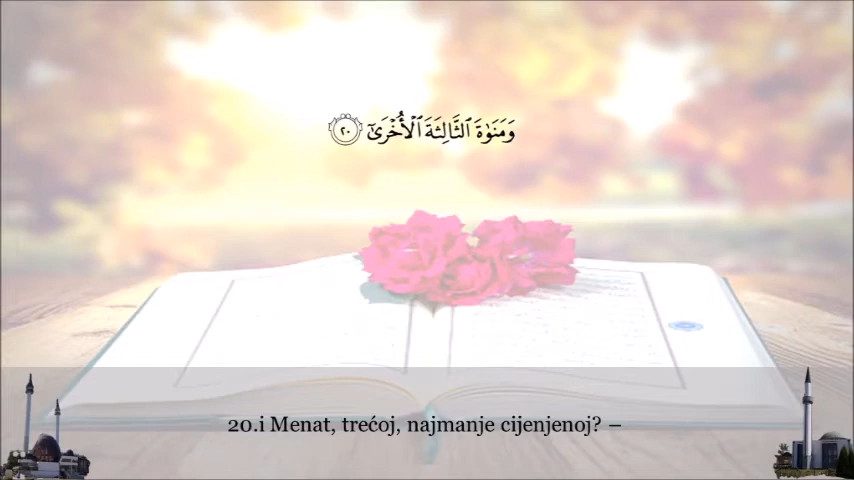 وَمَنَوٰةَ ٱلثَّالِثَةَ ٱلْأُخْرَىٰٓ ٢٠
20.i Menat, trećoj, najmanje cijenjenoj? –